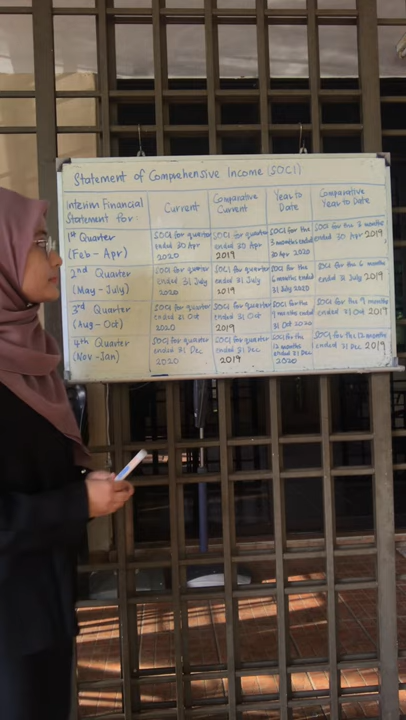 Statement of Comprehensive Income (SOCI)
Interim Financial Statement for:
Current
Comparative Current
Year to Date
Comparative Year to Date
1st Quarter (Feb - Apr)
SOCI for quarter ended 30 Apr 2020
SOCI for quarter ended 30 Apr 2019
SOCI for the 3 months ended 30 Apr 2020
SOCI for the 3 months ended 30 Apr 2019
2nd Quarter (May - July)
SOCI for quarter ended 31 July 2020
SOCI for quarter ended 31 July 2019
SOCI for the 6 months ended 31 July 2020
SOCI for the 6 months ended 31 July 2019
3rd Quarter (Aug - Oct)
SOCI for quarter ended 31 Oct 2020
SOCI for quarter ended 31 Oct 2019
SOCI for the 9 months ended 31 Oct 2020
SOCI for the 9 months ended 31 Oct 2019
4th Quarter (Nov - Jan)
SOCI for quarter ended 31 Dec 2020
SOCI for quarter ended 31 Dec 2019
SOCI for the 12 months ended 31 Dec 2020
SOCI for the 12 months ended 31 Dec 2019